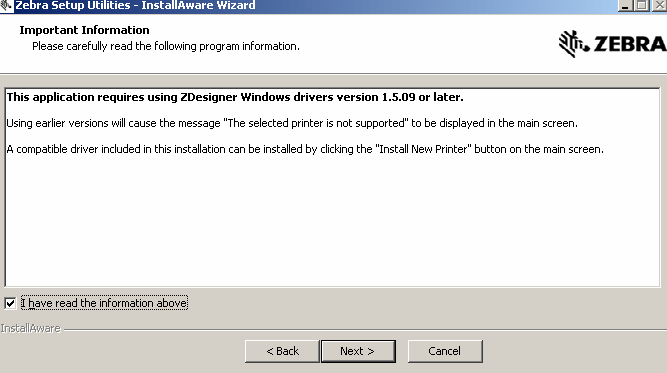 Zebra Setup Utilities - InstallAware Wizard
Important Information
Please carefully read the following program information.
ZEBRA
This application requires using ZDesigner Windows drivers version 1.5.09 or later.
Using earlier versions will cause the message "The selected printer is not supported" to be displayed in the main screen.
A compatible driver included in this installation can be installed by clicking the "Install New Printer" button on the main screen.
I have read the information above
InstallAware
< Back Next > Cancel